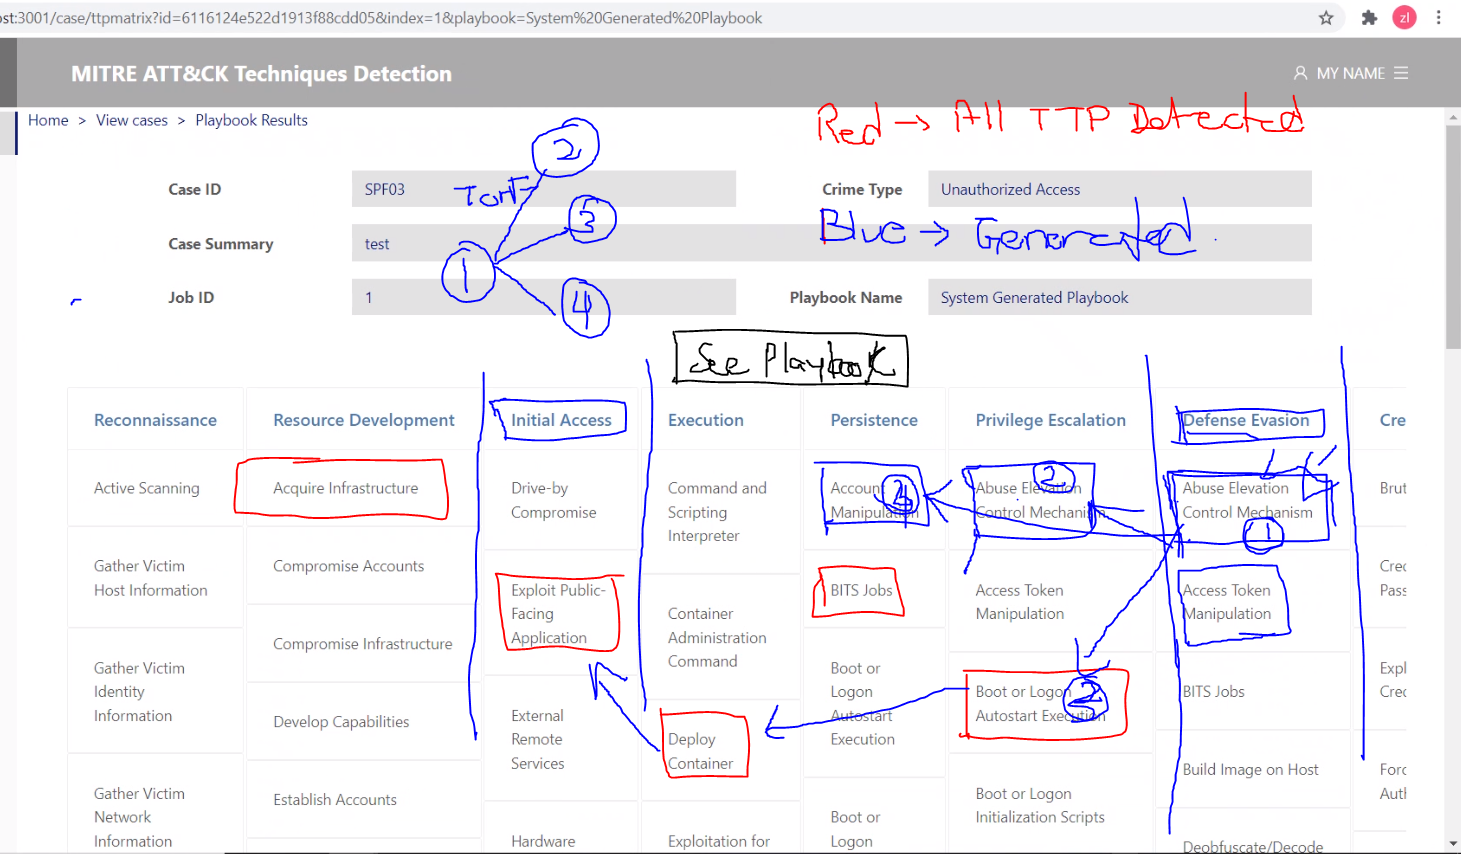 ost:3001/case/ttpmatrix?id=6116124e522d1913f88cdd05&index=1&playbook=System%20Generated%20Playbook
zl
MITRE ATT&CK Techniques Detection
MY NAME
Home > View cases > Playbook Results
Red → All TTP Detected
2
Case ID SPF03
Crime Type Unauthorized Access
3
Blue → Generated
Case Summary test
1
Job ID 1
4
Playbook Name System Generated Playbook
See Playbook
Reconnaissance Resource Development Initial Access Execution Persistence Privilege Escalation Defense Evasion Cre
Active Scanning
Gather Victim
Host Information
Gather Victim
Identity
Information
Gather Victim
Network
Information
Acquire Infrastructure
Compromise Accounts
Compromise Infrastructure
Develop Capabilities
Establish Accounts
Drive-by
Compromise
Exploit Public-
Facing
Application
External
Remote
Services
Hardware
Command and
Scripting
Interpreter
Container
Administration
Command
Deploy
Container
Exploitation for
Account
Manipulation
BITS Jobs
Boot or
Logon
Autostart
Execution
Boot or
Logon
Abuse Elevation
Control Mechanism
2
Access Token
Manipulation
Boot or Logon
Autostart Execution
Boot or Logon
Initialization Scripts
Abuse Elevation
Control Mechanism
1
Access Token
Manipulation
BITS Jobs
Build Image on Host
Deobfuscate/Decode
Brut
Crec
Pass
Expl
Cre
Forc
Auth